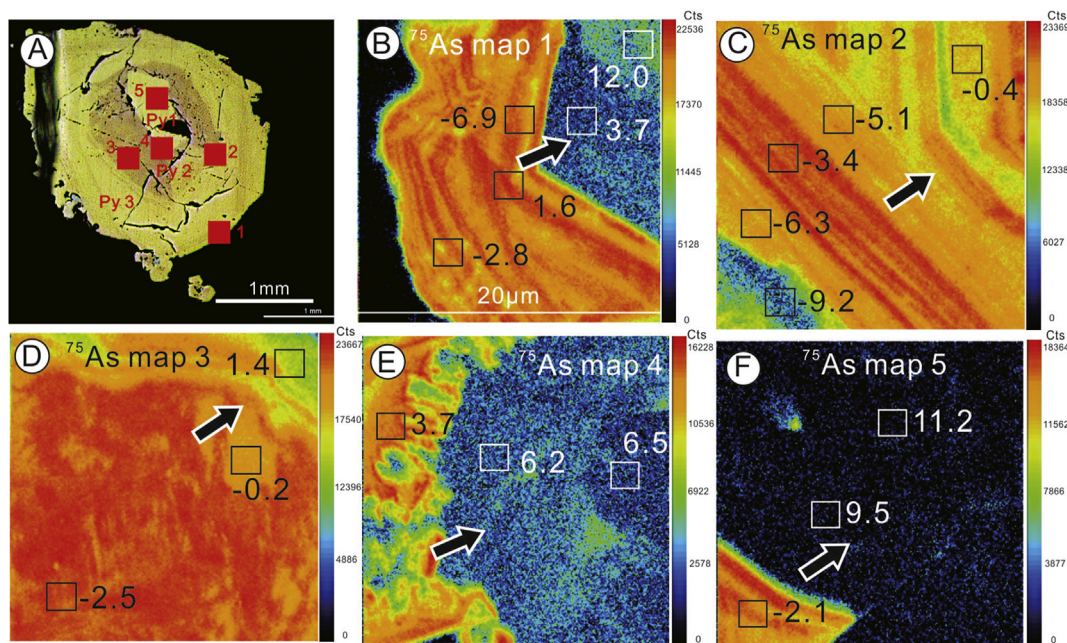 A
5
Py1
4
3
2
Py 2
Py 3
1
1mm
1 mm
B
75As map 1
12.0
-6.9
3.7
1.6
-2.8
20µm
Cts
22536
17370
11445
5128
0
C
75As map 2
-0.4
-5.1
-3.4
-6.3
-9.2
Cts
23369
18358
12702
6027
0
D
75As map 3
1.4
-0.2
-2.5
Cts
23667
17540
12396
4886
0
E
75As map 4
3.7
6.5
6.2
Cts
16228
10536
6922
2578
0
F
75As map 5
11.2
9.5
-2.1
Cts
18364
11562
7866
3877
0